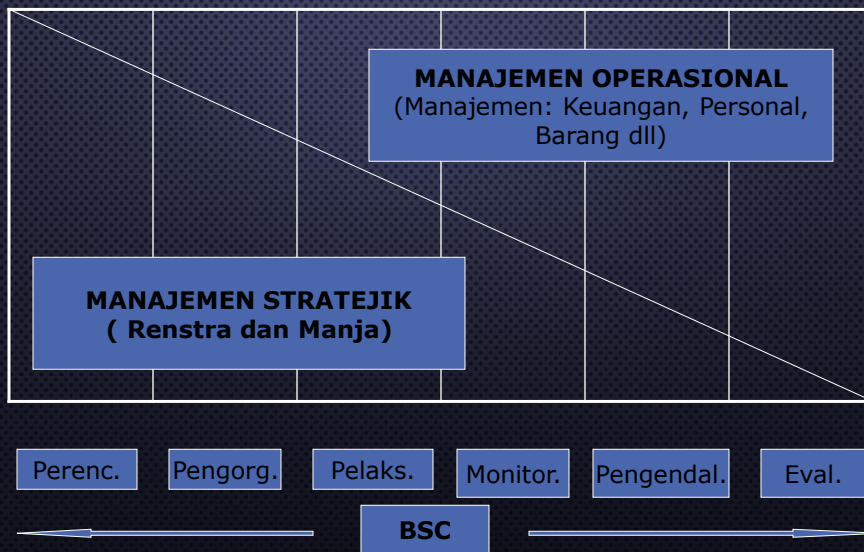 MANAJEMEN OPERASIONAL
(Manajemen: Keuangan, Personal,
Barang dll)
MANAJEMEN STRATEJIK
( Renstra dan Manja)
Perenc.
Pengorg.
Pelaks.
Monitor.
Pengendal.
Eval.
BSC